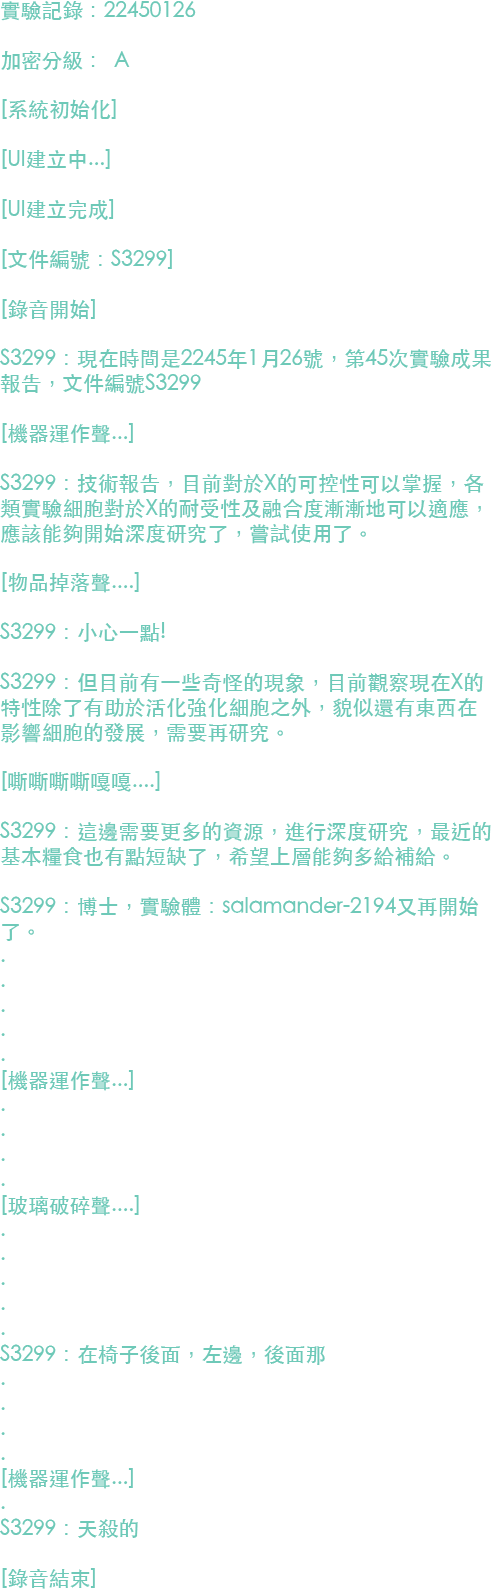 實驗記錄：22450126
加密分級： A
[系統初始化]
[UI建立中...]
[UI建立完成]
[文件編號：S3299]
[錄音開始]
S3299：現在時間是2245年1月26號，第45次實驗成果
報告，文件編號S3299
[機器運作聲...]
S3299：技術報告，目前對於X的可控性可以掌握，各
類實驗細胞對於X的耐受性及融合度漸漸地可以適應，
應該能夠開始深度研究了，嘗試使用了。
[物品掉落聲....]
S3299：小心一點!
S3299：但目前有一些奇怪的現象，目前觀察現在X的
特性除了有助於活化強化細胞之外，貌似還有東西在
影響細胞的發展，需要再研究。
[嘶嘶嘶嘶嘎嘎....]
S3299：這邊需要更多的資源，進行深度研究，最近的
基本糧食也有點短缺了，希望上層能夠多給補給。
S3299：博士，實驗體：salamander-2194又再開始
了。
.
.
.
.
.
[機器運作聲...]
.
.
.
.
[玻璃破碎聲....]
.
.
.
.
.
S3299：在椅子後面，左邊，後面那
.
.
.
.
[機器運作聲...]
.
S3299：天殺的
[錄音結束]